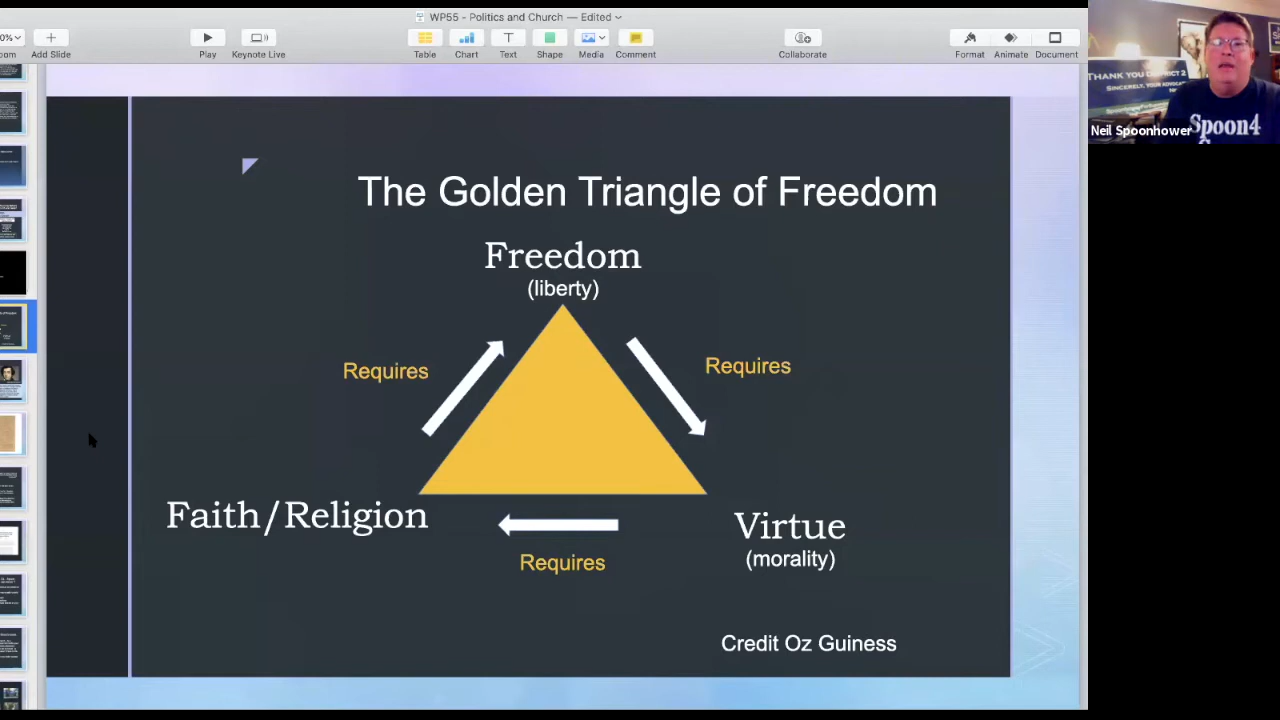 WP55 - Politics and Church — Edited
Add Slide
Play
Keynote Live
Table
Chart
Text
Shape
Media
Comment
Collaborate
Format
Animate
Document
THANK YOU DISTRICT 2
SINCERELY, YOUR
Spoon4
Neil Spoonhower
The Golden Triangle of Freedom
Freedom
(liberty)
Requires
Requires
Faith/Religion
Virtue
(morality)
Requires
Credit Oz Guiness